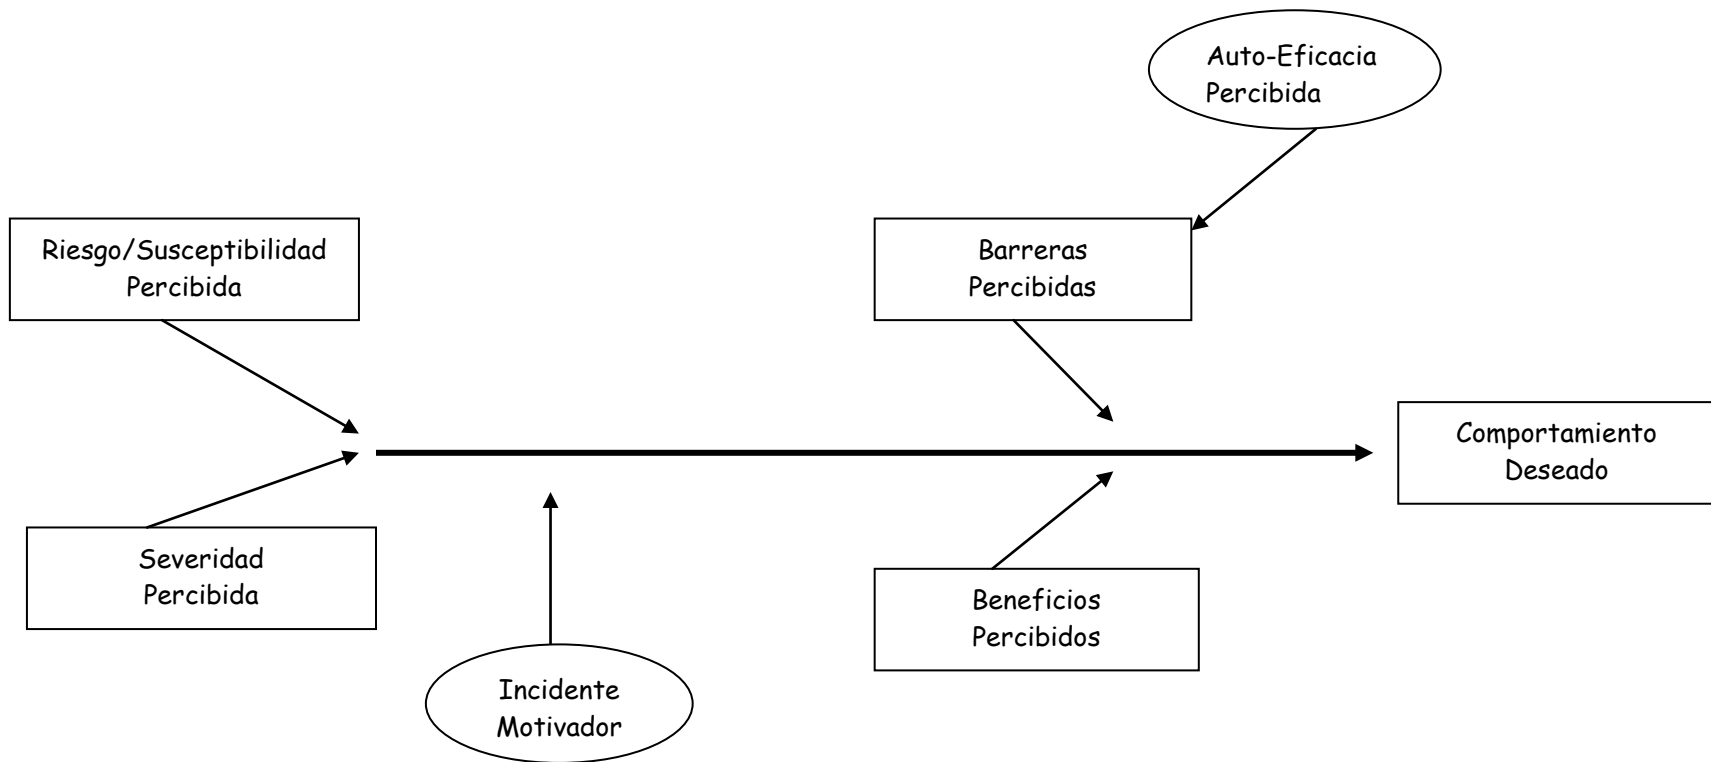 Auto-Eficacia
Percibida
Riesgo/Susceptibilidad
Percibida
Barreras
Percibidas
Comportamiento
Deseado
Severidad
Percibida
Beneficios
Percibidos
Incidente
Motivador